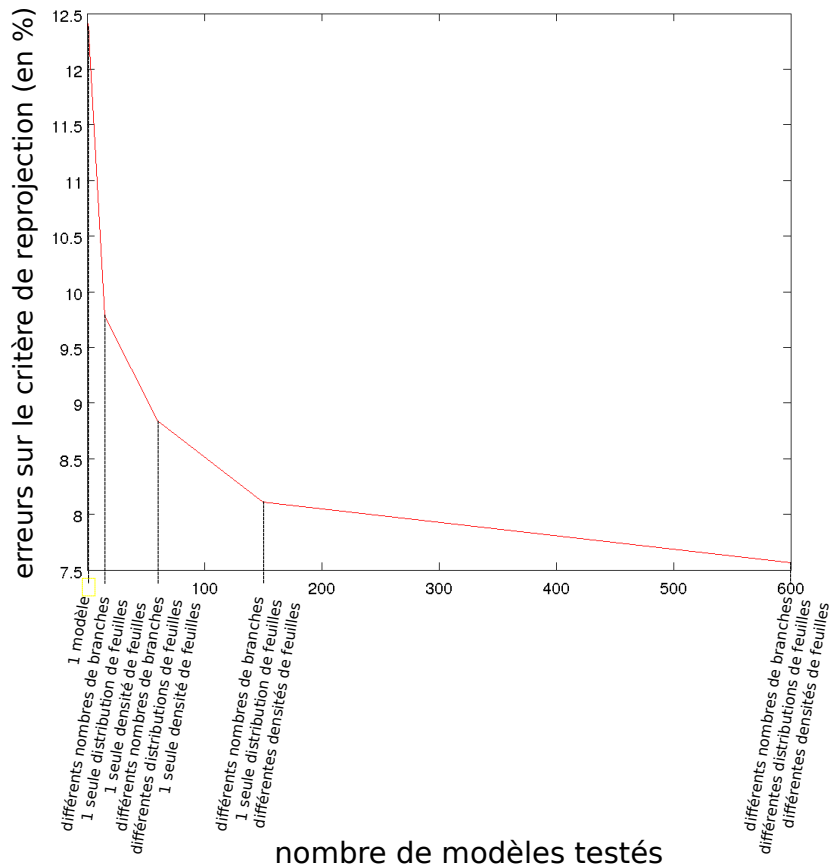 erreurs sur le critère de reprojection (en %)
12.5
12
11.5
11
10.5
10
9.5
9
8.5
8
7.5
100
200
300
400
500
600
1 modèle
différents nombres de branches
1 seule distribution de feuilles
1 seule densité de feuilles
différents nombres de branches
différentes distributions de feuilles
1 seule densité de feuilles
différents nombres de branches
1 seule distribution de feuilles
différentes densités de feuilles
différents nombres de branches
différentes distributions de feuilles
différentes densités de feuilles
nombre de modèles testés